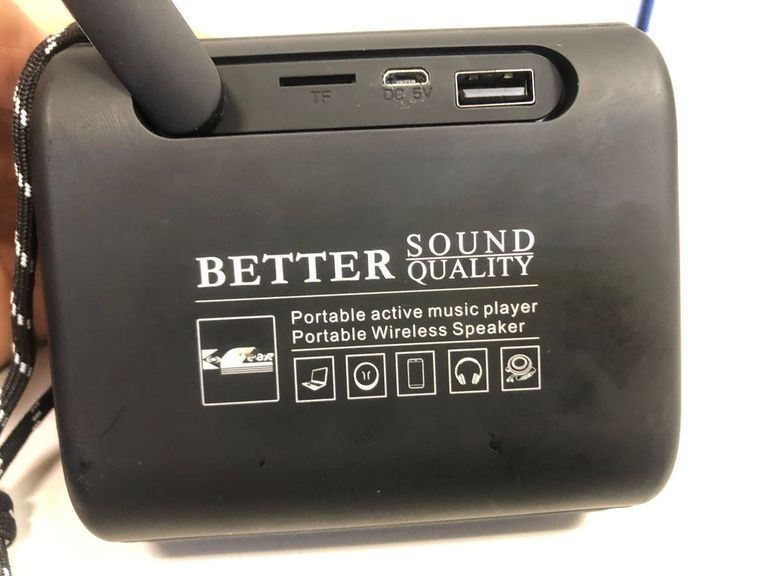 TF
DC 5V
BETTER SOUND QUALITY
Portable active music player
Portable Wireless Speaker